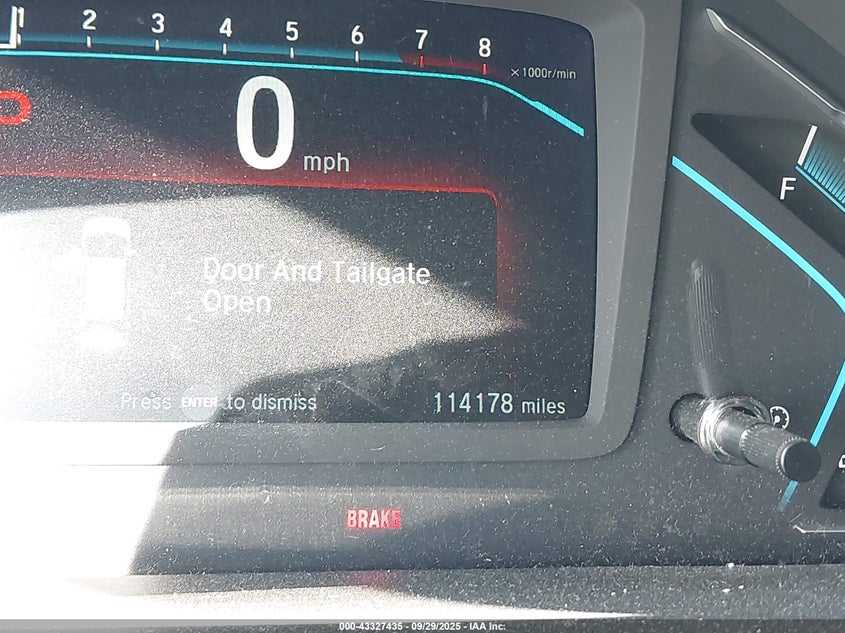 1 2 3 4 5 6 7 8
×1000r/min
0 mph
F
Door And Tailgate
Open
Press ENTER to dismiss
114178 miles
BRAKE
000-43327435 - 09/29/2025 - IAA Inc.